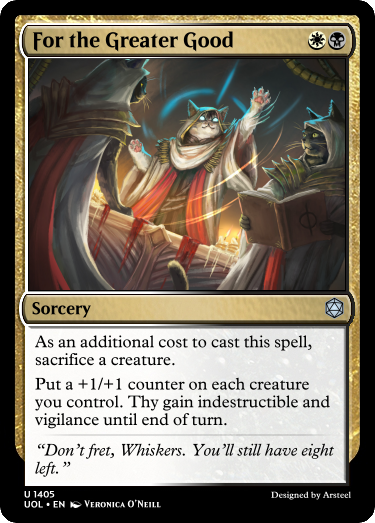 For the Greater Good
Sorcery
As an additional cost to cast this spell,
sacrifice a creature.
Put a +1/+1 counter on each creature
you control. Thy gain indestructible and
vigilance until end of turn.
"Don't fret, Whiskers. You'll still have eight
left."
U 1405
UOL • EN Veronica O'Neill
Designed by Arsteel